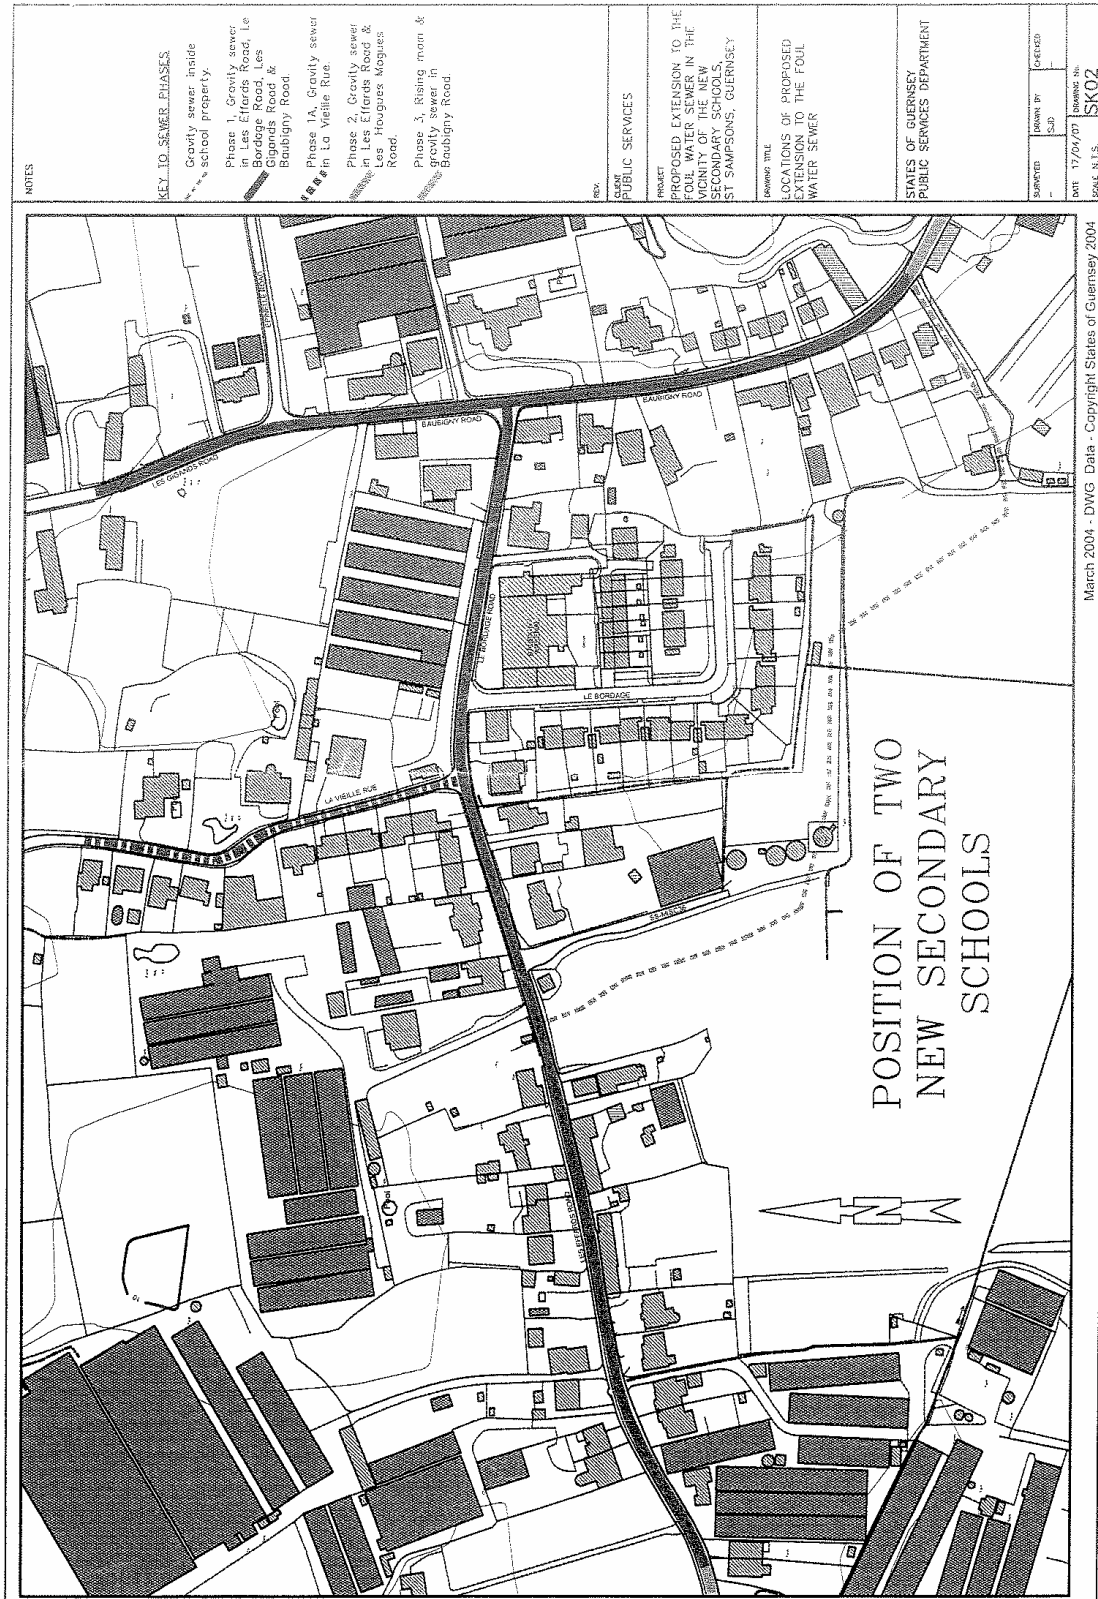 NOTES
KEY TO SEWER PHASES
Gravity sewer inside
school property.
Phase 1, Gravity sewer
in Les Effards Road, Le
Bordage Road, Les
Gigands Road &
Baubigny Road.
Phase 1A, Gravity sewer
in La Vieille Rue.
Phase 2, Gravity sewer
in Les Effards Road &
Les Hougues Magues
Road.
Phase 3, Rising main &
gravity sewer in
Baubigny Road.
REV.
CLIENT
PUBLIC SERVICES
PROJECT
PROPOSED EXTENSION TO THE
FOUL WATER SEWER IN THE
VICINITY OF THE NEW
SECONDARY SCHOOLS,
ST SAMPSONS, GUERNSEY
DRAWING TITLE
LOCATIONS OF PROPOSED
EXTENSION TO THE FOUL
WATER SEWER
STATES OF GUERNSEY
PUBLIC SERVICES DEPARTMENT
SURVEYED
-
DRAWN BY
SJD
CHECKED
-
DATE 17/04/07
DRAWING No.
SCALE N.T.S.
SK02
LES GIGANDS ROAD
BAUBIGNY ROAD
BAUBIGNY ROAD
LE BORDAGE ROAD
LE BORDAGE
LA VIEILLE RUE
LES EFFARDS ROAD
POSITION OF TWO
NEW SECONDARY
SCHOOLS
N
March 2004 - DWG Data - Copyright States of Guernsey 2004